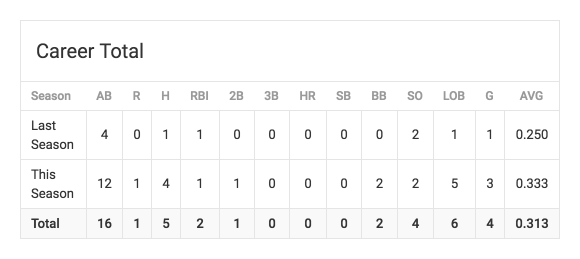 Career Total
Season AB R H RBI 2B 3B HR SB BB SO LOB G AVG
Last
Season 4 0 1 1 0 0 0 0 0 2 1 1 0.250
This
Season 12 1 4 1 1 0 0 0 2 2 5 3 0.333
Total 16 1 5 2 1 0 0 0 2 4 6 4 0.313